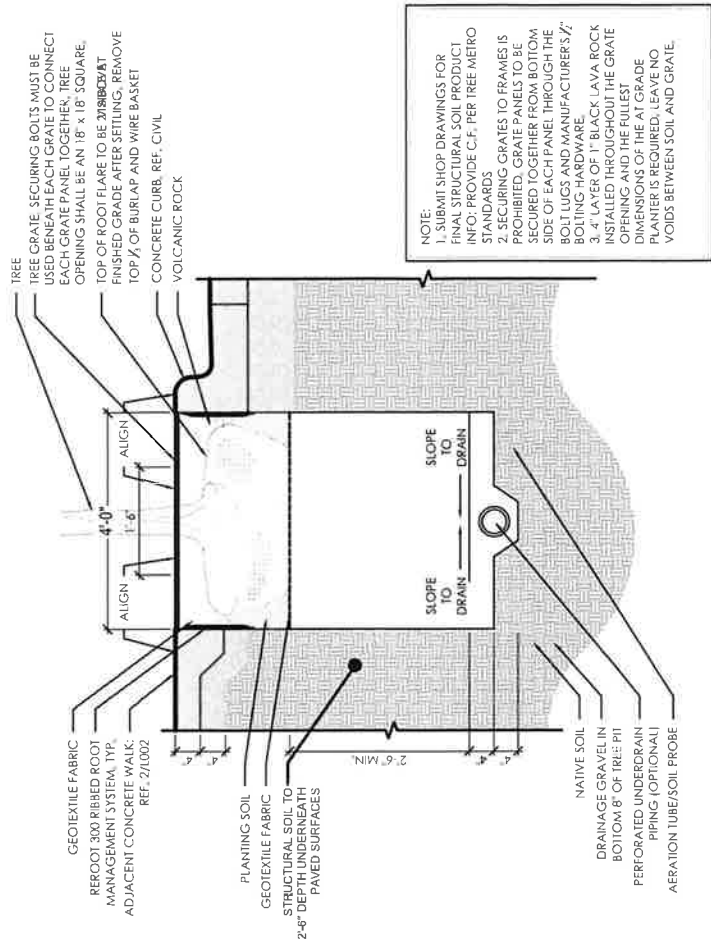 TREE
TREE GRATE, SECURING BOLTS MUST BE
USED BENEATH EACH GRATE TO CONNECT
EACH GRATE PANEL TOGETHER, TREE
OPENING SHALL BE AN 18" x 18" SQUARE,
TOP OF ROOT FLARE TO BE
FINISHED GRADE AFTER SETTLING, REMOVE
TOP ⅓ OF BURLAP AND WIRE BASKET
CONCRETE CURB, REF. CIVIL
VOLCANIC ROCK
NOTE:
1. SUBMIT SHOP DRAWINGS FOR
FINAL STRUCTURAL SOIL PRODUCT
INFO: PROVIDE C.F. PER TREE METRO
STANDARDS
2. SECURING GRATES TO FRAMES IS
PROHIBITED, GRATE PANELS TO BE
SECURED TOGETHER FROM BOTTOM
SIDE OF EACH PANEL THROUGH THE
BOLT LUGS AND MANUFACTURER'S ½"
BOLTING HARDWARE,
3. 4" LAYER OF 1" BLACK LAVA ROCK
INSTALLED THROUGHOUT THE GRATE
OPENING AND THE FULLEST
DIMENSIONS OF THE AT GRADE
PLANTER IS REQUIRED, LEAVE NO
VOIDS BETWEEN SOIL AND GRATE,
ALIGN
4'-0"
1'-6"
ALIGN
SLOPE
TO
DRAIN
SLOPE
TO
DRAIN
4"
4"
2'-6" MIN.
4"
4"
GEOTEXTILE FABRIC
REROOT 300 RIBBED ROOT
MANAGEMENT SYSTEM, TYP.
ADJACENT CONCRETE WALK:
REF. 2/L002
PLANTING SOIL
GEOTEXTILE FABRIC
STRUCTURAL SOIL TO
2'-6" DEPTH UNDERNEATH
PAVED SURFACES
NATIVE SOIL
DRAINAGE GRAVEL IN
BOTTOM 8" OF TREE PIT
PERFORATED UNDERDRAIN
PIPING (OPTIONAL)
AERATION TUBE/SOIL PROBE